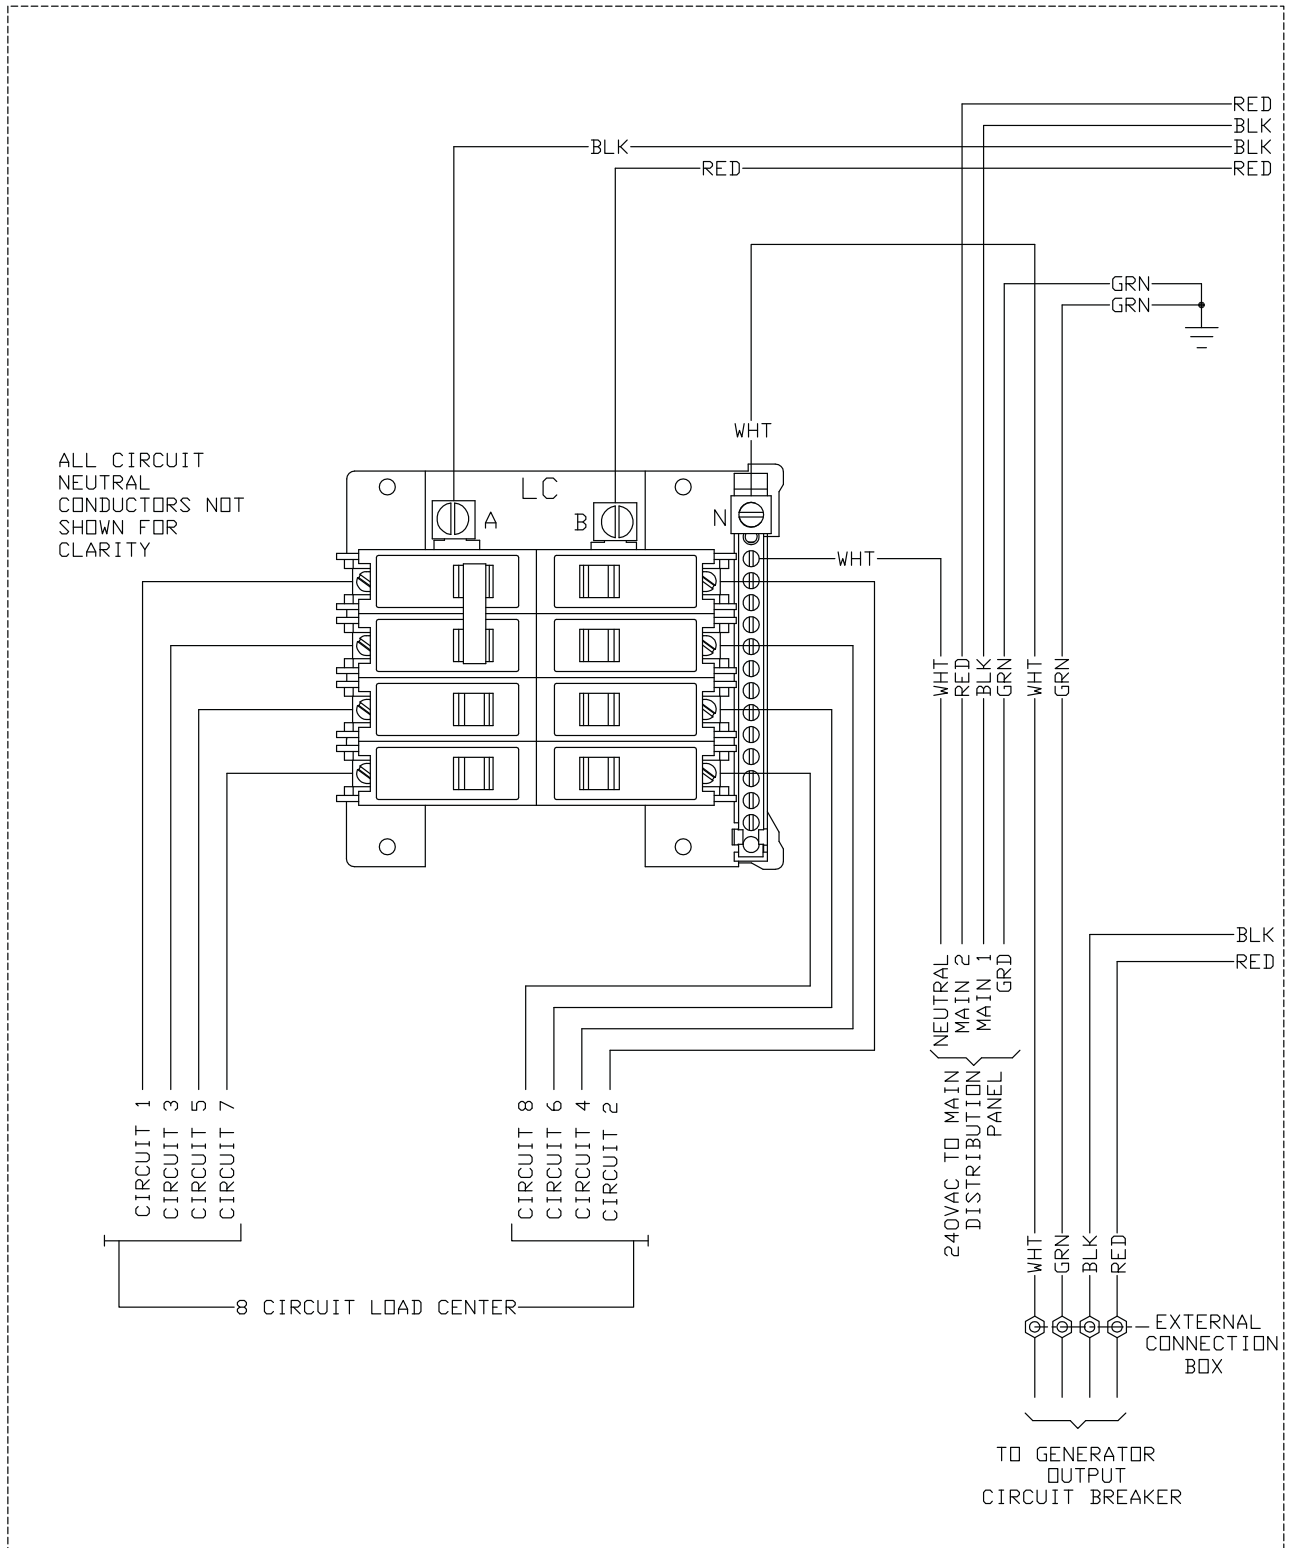 RED
BLK
BLK
BLK
RED
RED
GRN
GRN
WHT
ALL CIRCUIT
NEUTRAL
CONDUCTORS NOT
SHOWN FOR
CLARITY
LC
A
B
N
WHT
WHT
RED
BLK
GRN
WHT
GRN
BLK
RED
NEUTRAL
MAIN 2
MAIN 1
GRD
240VAC TO MAIN
DISTRIBUTION
PANEL
CIRCUIT 1
CIRCUIT 3
CIRCUIT 5
CIRCUIT 7
CIRCUIT 8
CIRCUIT 6
CIRCUIT 4
CIRCUIT 2
8 CIRCUIT LOAD CENTER
WHT
GRN
BLK
RED
EXTERNAL
CONNECTION
BOX
TO GENERATOR
OUTPUT
CIRCUIT BREAKER